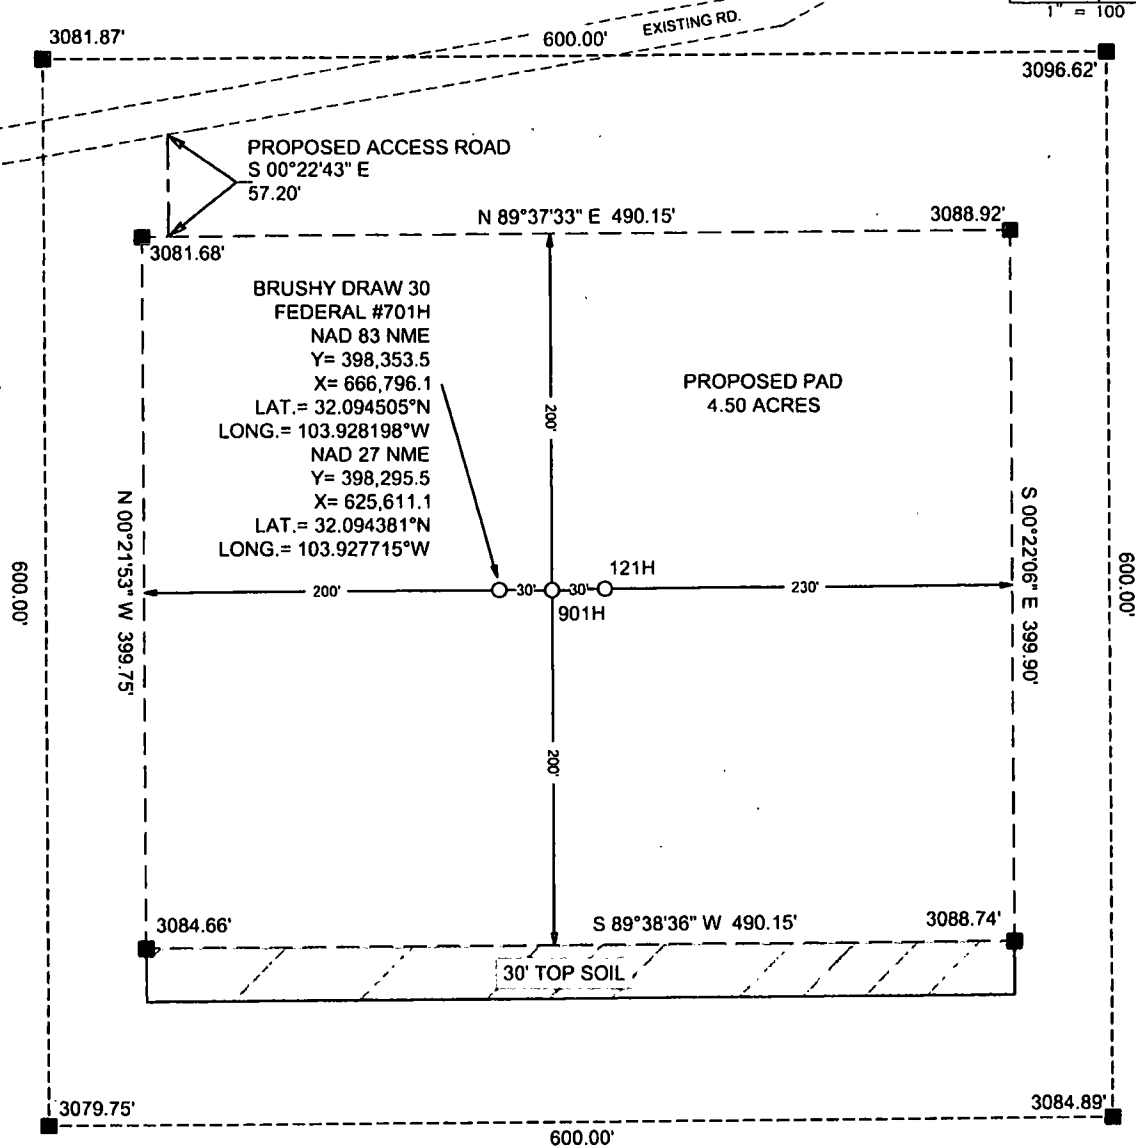 1" = 100
3081.87'
600.00'
EXISTING RD.
3096.62'
PROPOSED ACCESS ROAD
S 00°22'43" E
57.20'
N 89°37'33" E 490.15'
3088.92'
3081.68'
BRUSHY DRAW 30
FEDERAL #701H
NAD 83 NME
Y= 398,353.5
X= 666,796.1
LAT.= 32.094505°N
LONG.= 103.928198°W
NAD 27 NME
Y= 398,295.5
X= 625,611.1
LAT.= 32.094381°N
LONG.= 103.927715°W
PROPOSED PAD
4.50 ACRES
200'
N 00°21'53" W 399.75'
S 00°22'06" E 399.90'
600.00'
600.00'
121H
200'
30'
30'
230'
901H
200'
3084.66'
S 89°38'36" W 490.15'
3088.74'
30' TOP SOIL
3079.75'
3084.89'
600.00'